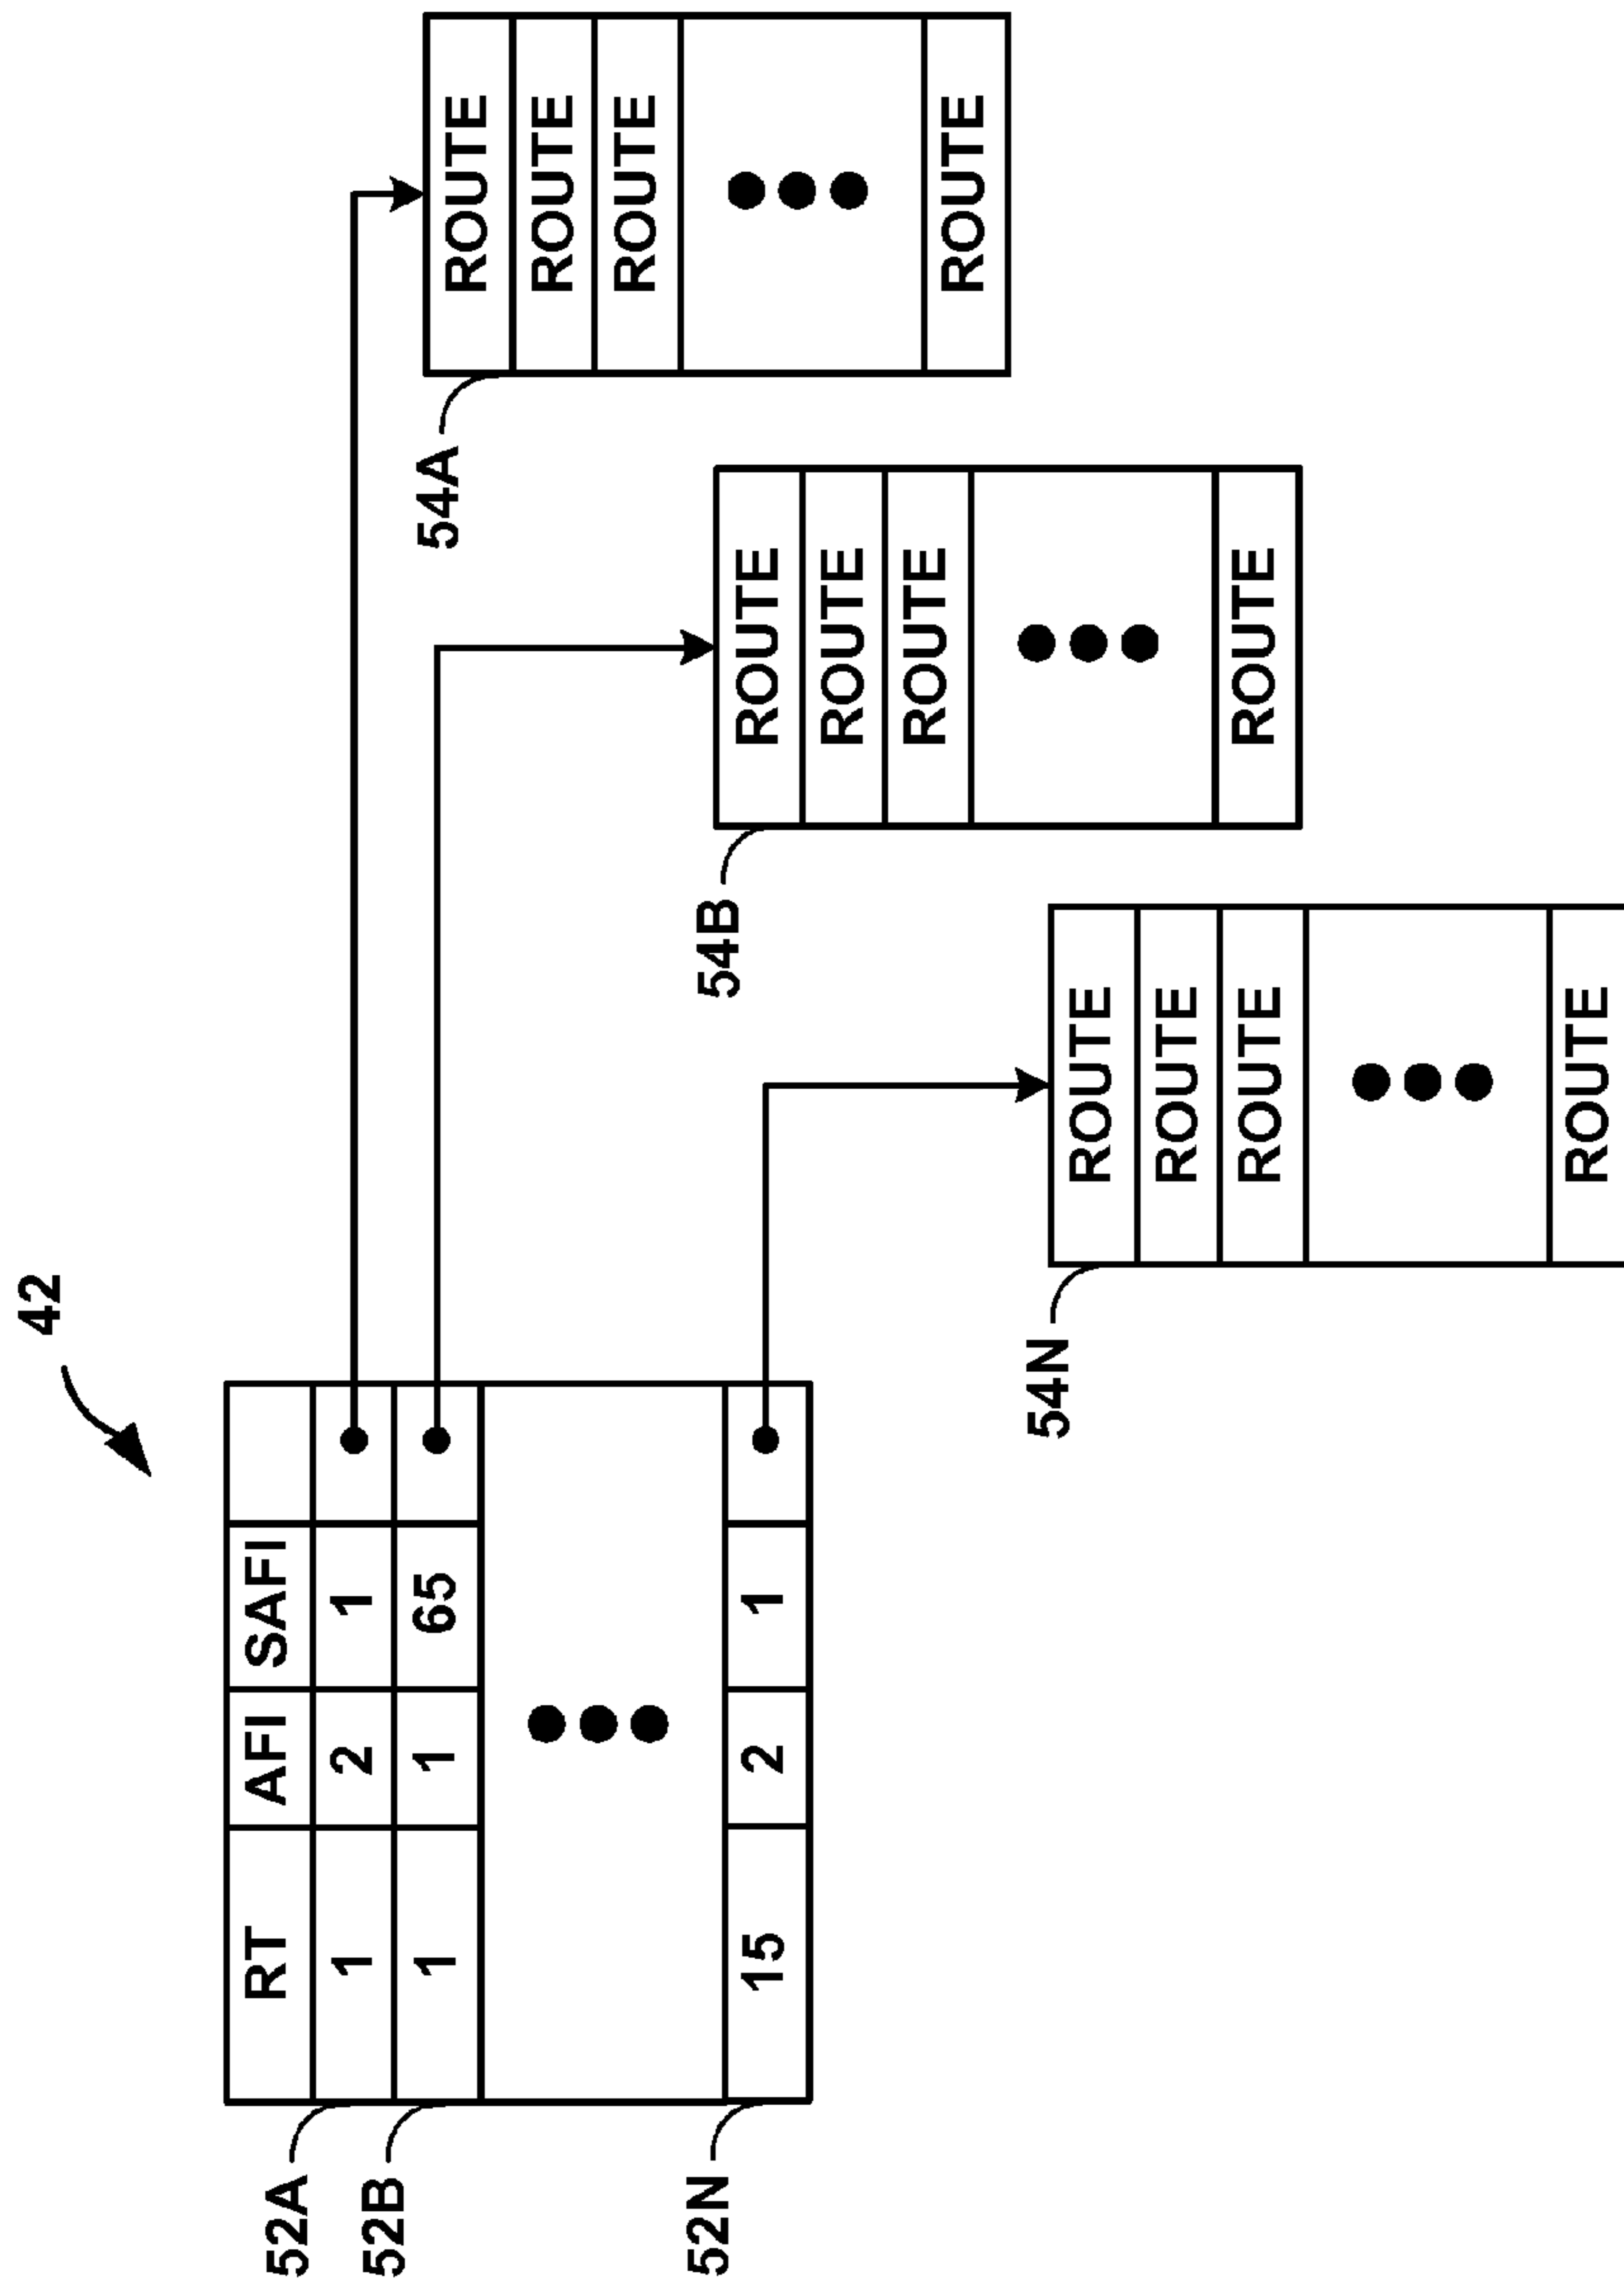 42
RT AFI SAFI
52A 1 2 1
52B 1 1 65
52N 15 2 1
54A
ROUTE
ROUTE
ROUTE
ROUTE
54B
ROUTE
ROUTE
ROUTE
ROUTE
54N
ROUTE
ROUTE
ROUTE
ROUTE